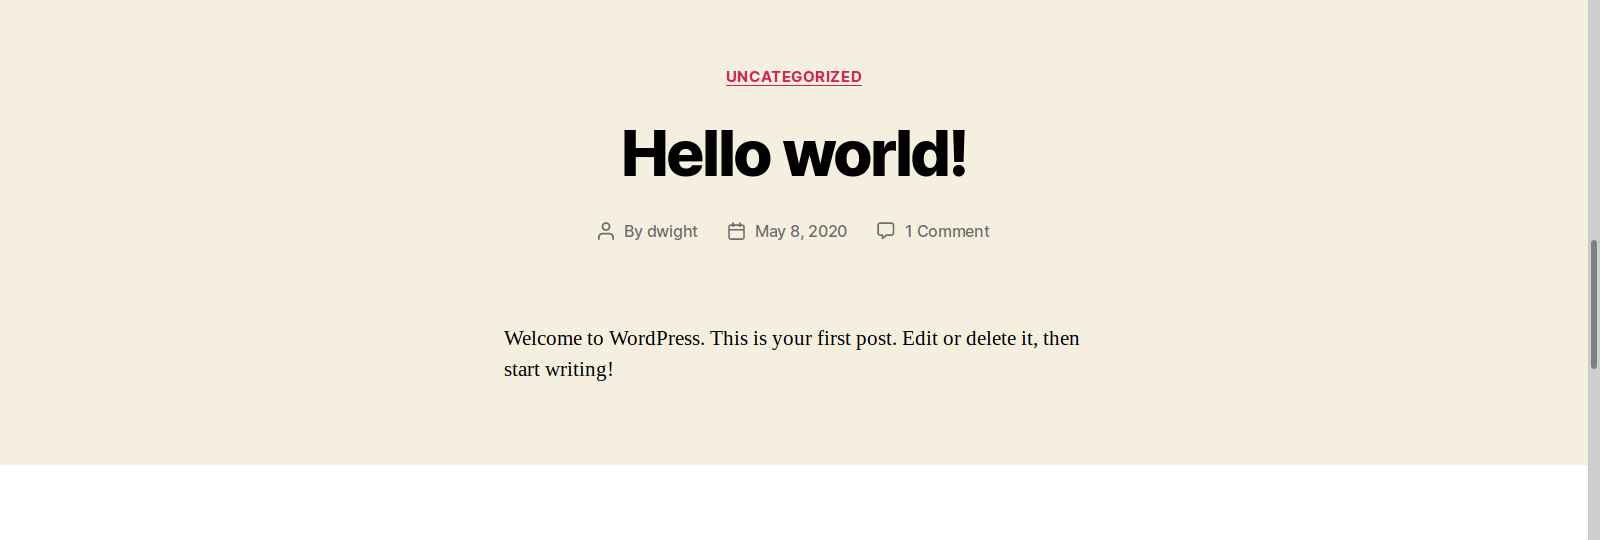 UNCATEGORIZED
Hello world!
By dwight May 8, 2020 1 Comment
Welcome to WordPress. This is your first post. Edit or delete it, then
start writing!